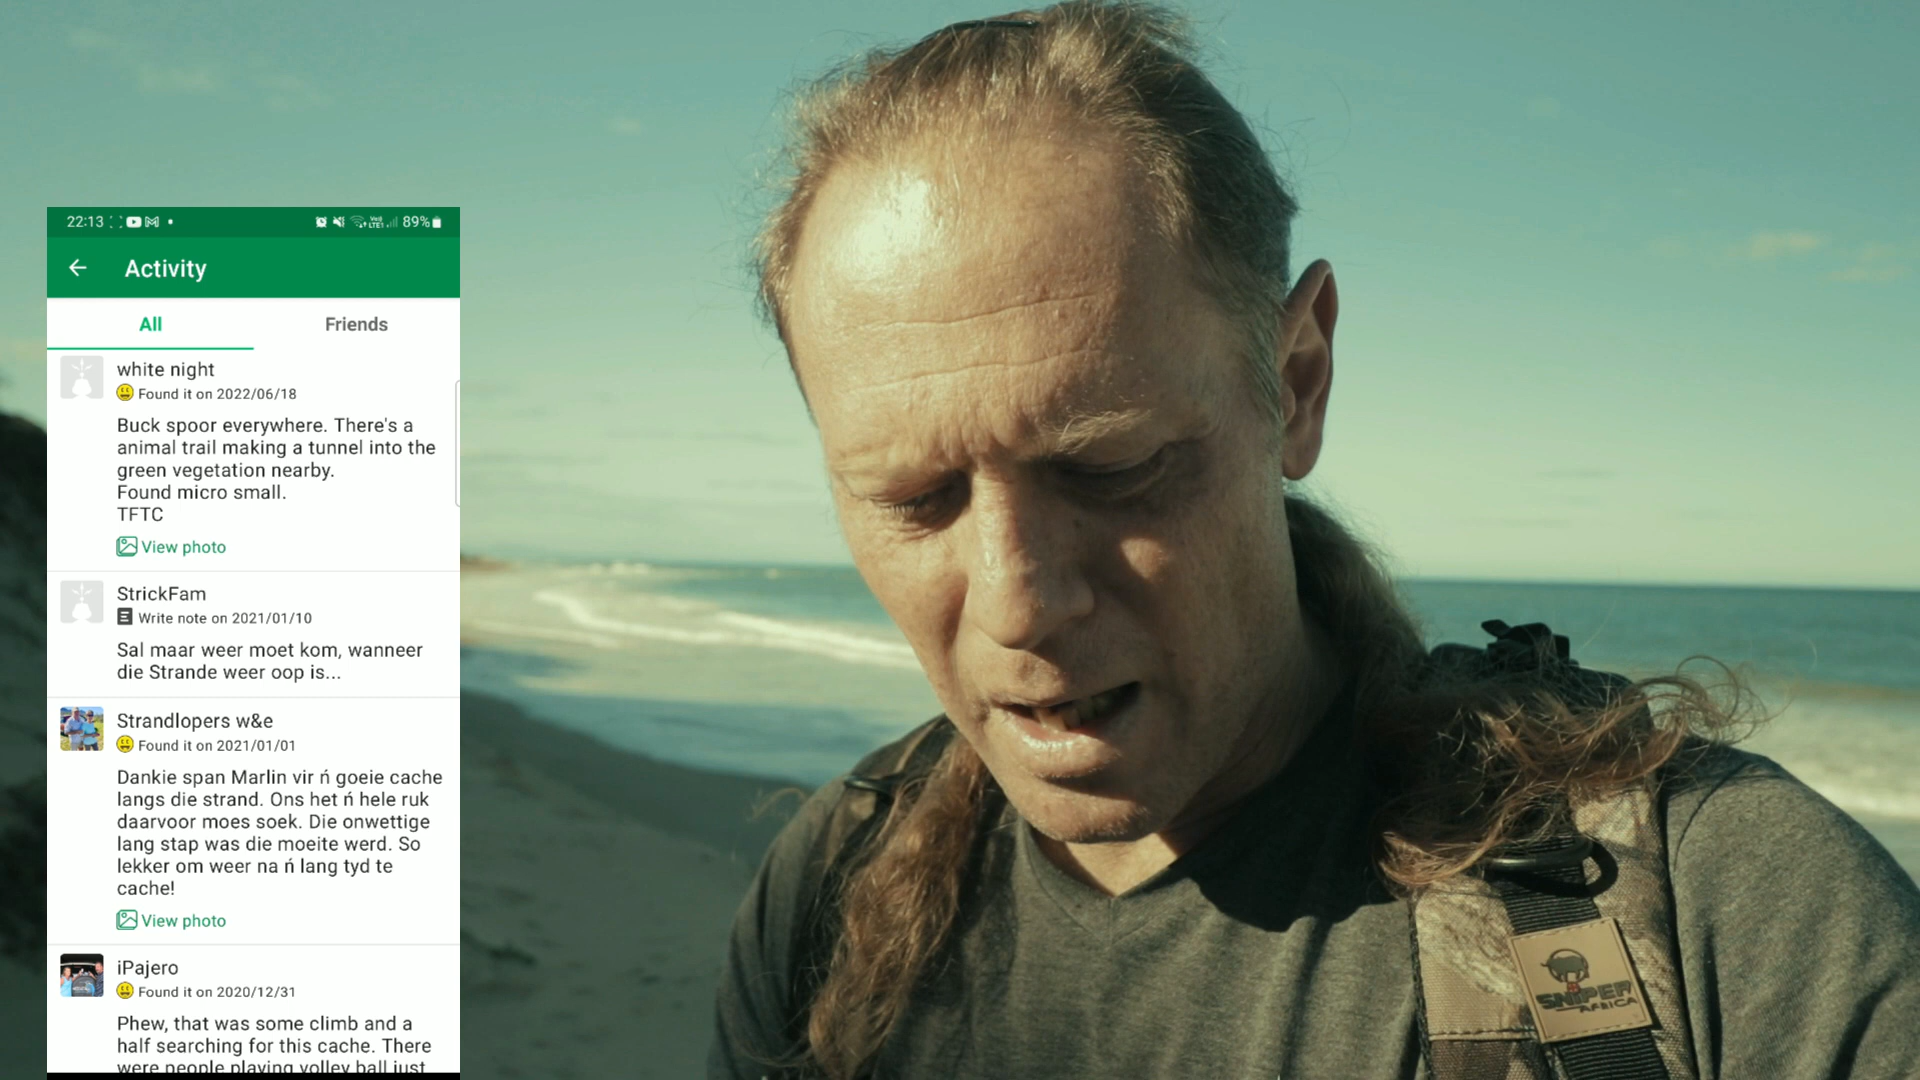 22:13
89%
Activity
All
Friends
white night
Found it on 2022/06/18
Buck spoor everywhere. There's a
animal trail making a tunnel into the
green vegetation nearby.
Found micro small.
TFTC
View photo
StrickFam
Write note on 2021/01/10
Sal maar weer moet kom, wanneer
die Strande weer oop is...
Strandlopers w&e
Found it on 2021/01/01
Dankie span Marlin vir ń goeie cache
langs die strand. Ons het ń hele ruk
daarvoor moes soek. Die onwettige
lang stap was die moeite werd. So
lekker om weer na ń lang tyd te
cache!
View photo
iPajero
Found it on 2020/12/31
Phew, that was some climb and a
half searching for this cache. There
were people playing volley ball just
SNIPER
AFRICA